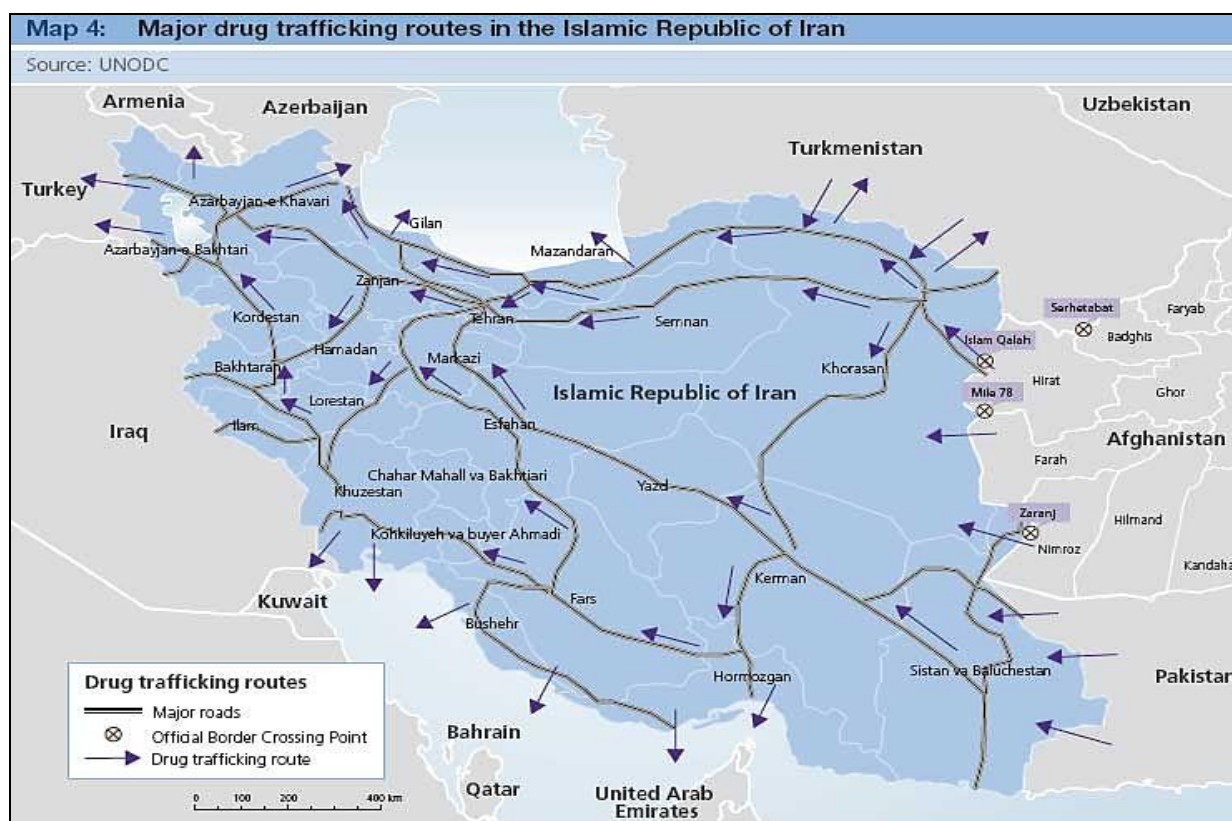 Map 4: Major drug trafficking routes in the Islamic Republic of Iran
Source: UNODC
Armenia
Azerbaijan
Uzbekistan
Turkmenistan
Turkey
Azarbayjan-e Khavari
Gilan
Azarbayjan-e Bakhtari
Mazandaran
Zanjan
Serhetabat
Faryab
Kordestan
Tehran
Semnan
Badghis
Islam Qalah
Hamadan
Markazi
Bakhtaran
Khorasan
Hirat
Islamic Republic of Iran
Mile 78
Ghor
Lorestan
Iraq
Ilam
Esfahan
Afghanistan
Farah
Chahar Mahall va Bakhtiari
Yazd
Khuzestan
Zaranj
Hilmand
Kohkiluyeh va buyer Ahmadi
Nimroz
Kandaha
Kerman
Kuwait
Fars
Bushehr
Sistan va Baluchestan
Hormozgan
Pakistan
Drug trafficking routes
Major roads
Official Border Crossing Point
Drug trafficking route
Bahrain
Qatar
United Arab
Emirates
0 100 200 400 km